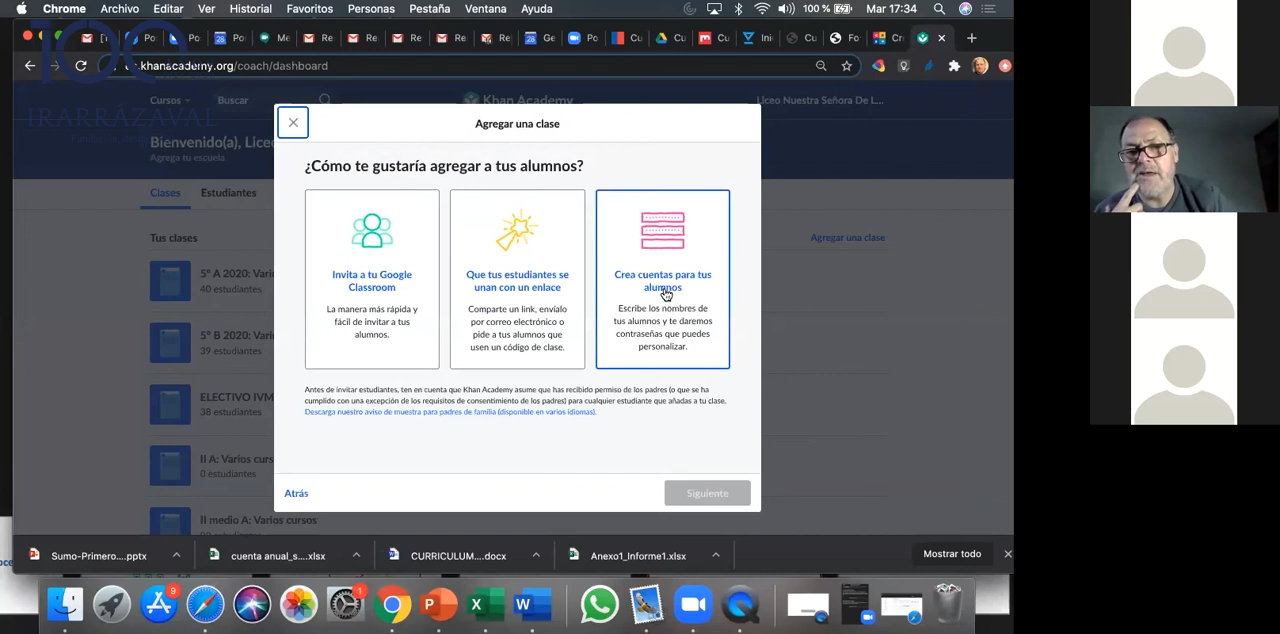 Chrome Archivo Editar Ver Historial Favoritos Personas Pestaña Ventana Ayuda 100 % Mar 17:34
khanacademy.org/coach/dashboard
Cursos Buscar Khan Academy Liceo Nuestra Señora De L...
IRARRÁZAVAL
Bienvenido(a), Liceo
Agrega tu escuela
Clases Estudiantes
Tus clases Agregar una clase
5° A 2020: Vario
40 estudiantes
5° B 2020: Vario
39 estudiantes
ELECTIVO IVM
38 estudiantes
II A: Varios curs
0 estudiantes
II medio A: Varios cursos
Agregar una clase
¿Cómo te gustaría agregar a tus alumnos?
Invita a tu Google
Classroom
La manera más rápida y
fácil de invitar a tus
alumnos.
Que tus estudiantes se
unan con un enlace
Comparte un link, envíalo
por correo electrónico o
pide a tus alumnos que
usen un código de clase.
Crea cuentas para tus
alumnos
Escribe los nombres de
tus alumnos y te daremos
contraseñas que puedes
personalizar.
Antes de invitar estudiantes, ten en cuenta que Khan Academy asume que has recibido permiso de los padres (o que se ha
cumplido con una excepción de los requisitos de consentimiento de los padres) para cualquier estudiante que añadas a tu clase.
Descarga nuestro aviso de muestra para padres de familia (disponible en varios idiomas).
Atrás Siguiente
Sumo-Primero....pptx cuenta anual_s....xlsx CURRICULUM....docx Anexo1_Informe1.xlsx Mostrar todo
9 1